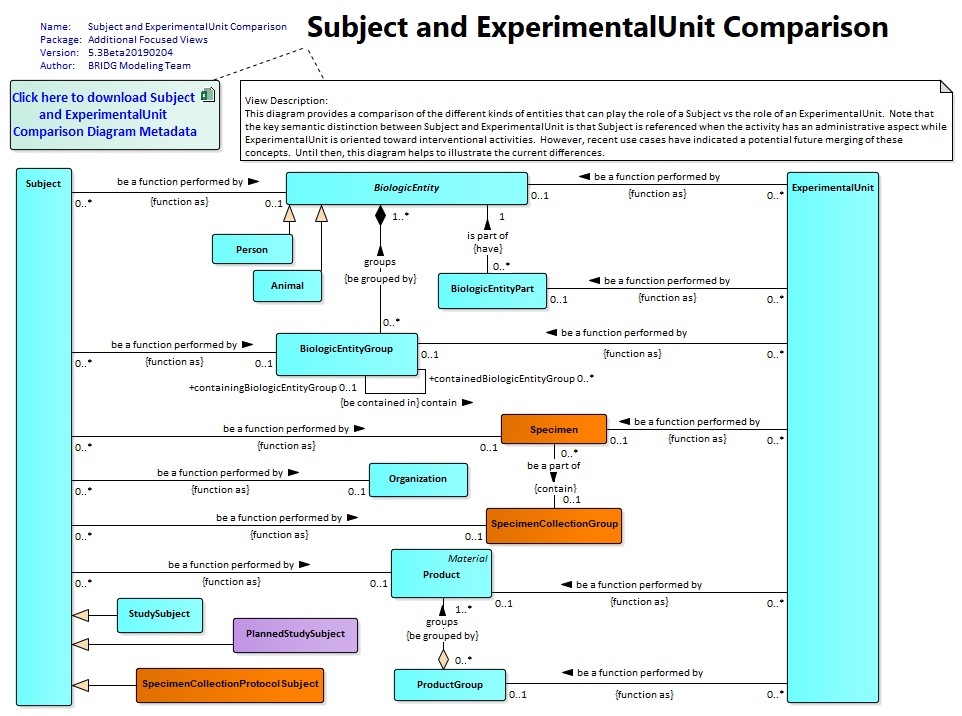 Subject and ExperimentalUnit Comparison
Name: Subject and ExperimentalUnit Comparison
Package: Additional Focused Views
Version: 5.3Beta20190204
Author: BRIDG Modeling Team
Click here to download Subject
and ExperimentalUnit
Comparison Diagram Metadata
View Description:
This diagram provides a comparison of the different kinds of entities that can play the role of a Subject vs the role of an ExperimentalUnit. Note that
the key semantic distinction between Subject and ExperimentalUnit is that Subject is referenced when the activity has an administrative aspect while
ExperimentalUnit is oriented toward interventional activities. However, recent use cases have indicated a potential future merging of these
concepts. Until then, this diagram helps to illustrate the current differences.
Subject
be a function performed by
{function as}
0..*
0..1
BiologicEntity
be a function performed by
{function as}
0..1
0..*
ExperimentalUnit
Person
Animal
1..*
groups
{be grouped by}
0..*
1
is part of
{have}
0..*
BiologicEntityPart
be a function performed by
{function as}
0..1
0..*
be a function performed by
{function as}
0..*
0..1
BiologicEntityGroup
be a function performed by
{function as}
0..1
0..*
+containingBiologicEntityGroup 0..1
+containedBiologicEntityGroup 0..*
{be contained in} contain
be a function performed by
{function as}
0..*
0..1
Specimen
be a function performed by
{function as}
0..1
0..*
0..*
be a part of
{contain}
0..1
be a function performed by
{function as}
0..*
0..1
Organization
be a function performed by
{function as}
0..*
0..1
SpecimenCollectionGroup
be a function performed by
{function as}
0..*
0..1
Material
Product
be a function performed by
{function as}
0..1
0..*
1..*
groups
{be grouped by}
0..*
StudySubject
PlannedStudySubject
SpecimenCollectionProtocolSubject
ProductGroup
be a function performed by
{function as}
0..1
0..*